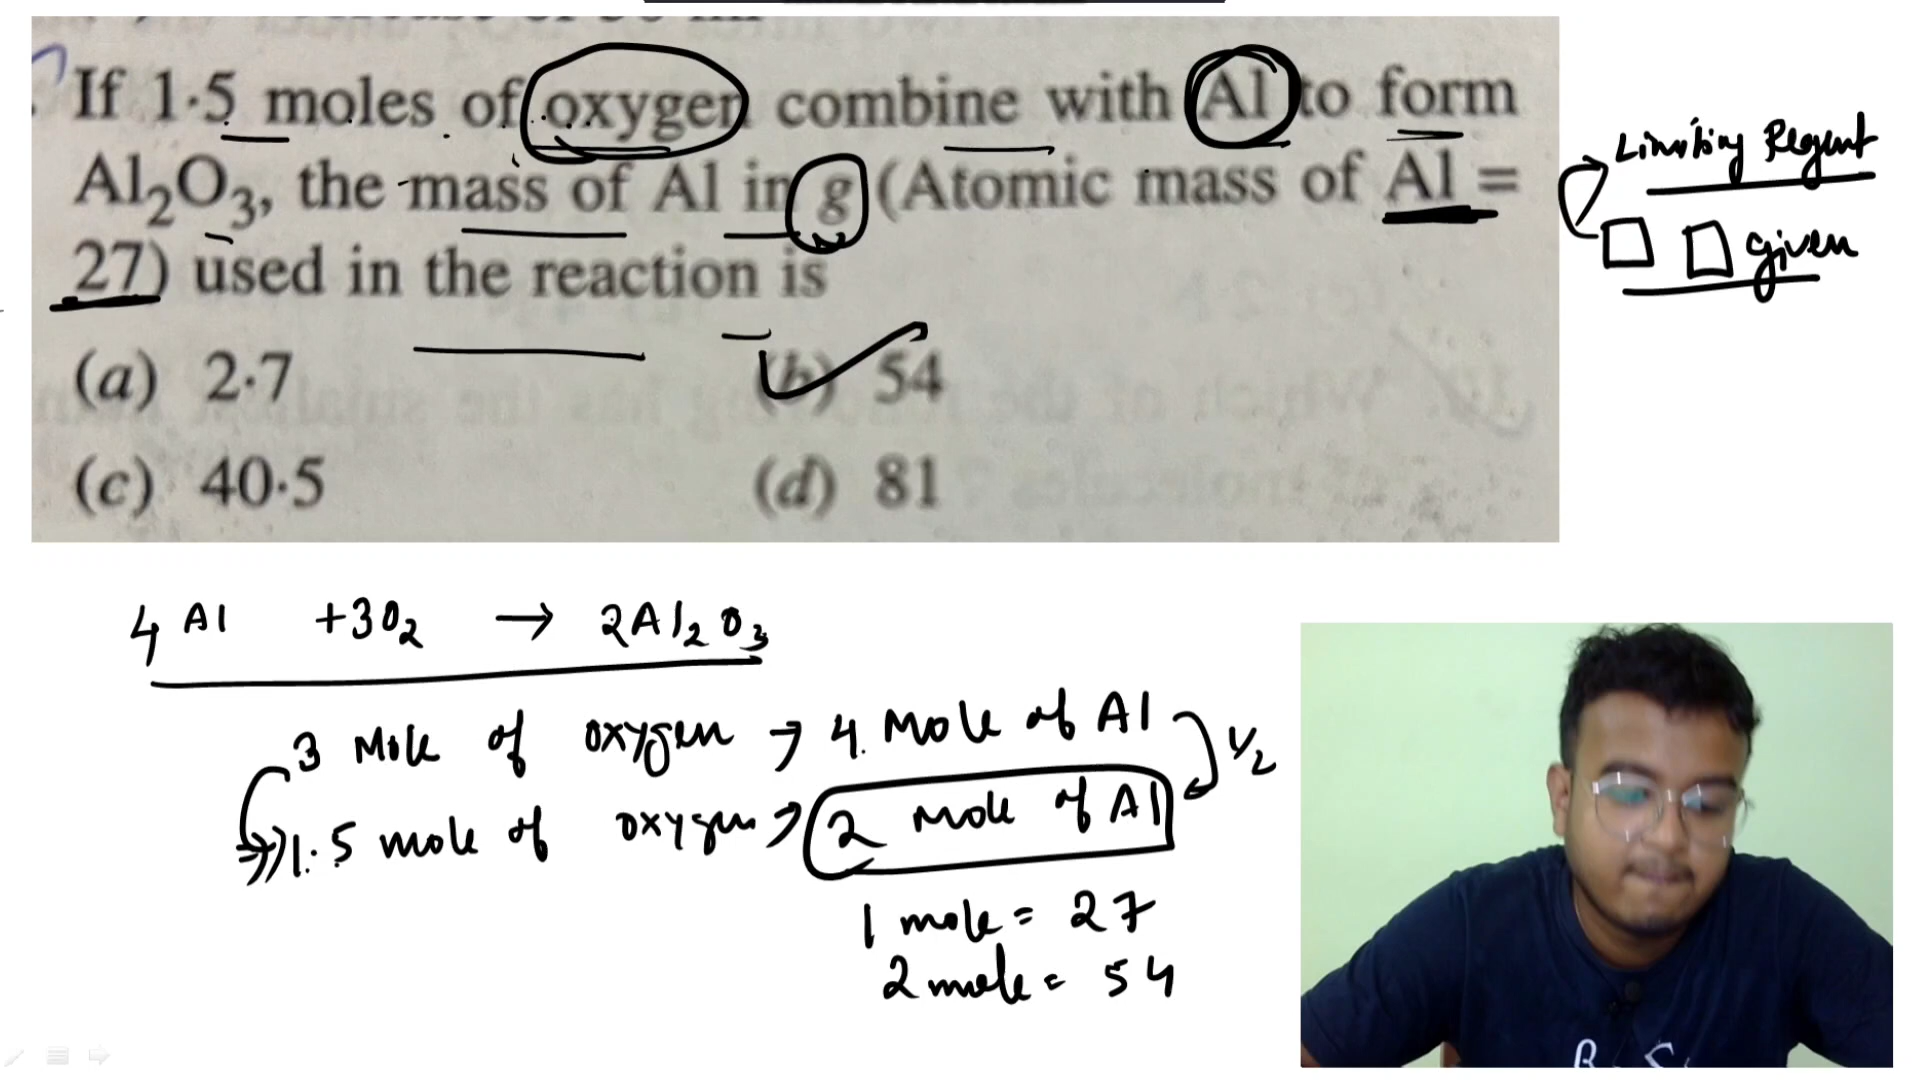 If 1·5 moles of oxygen combine with Al to form
Al₂O₃, the mass of Al in g (Atomic mass of Al =
27) used in the reaction is
(a) 2·7
(b) 54
(c) 40·5
(d) 81
Limiting Regent
given
4 Al + 3O₂ → 2Al₂O₃
3 Mole of oxygen → 4 Mole of Al
1/2
1.5 mole of oxygen → 2 Mole of Al
1 mole = 27
2 mole = 54